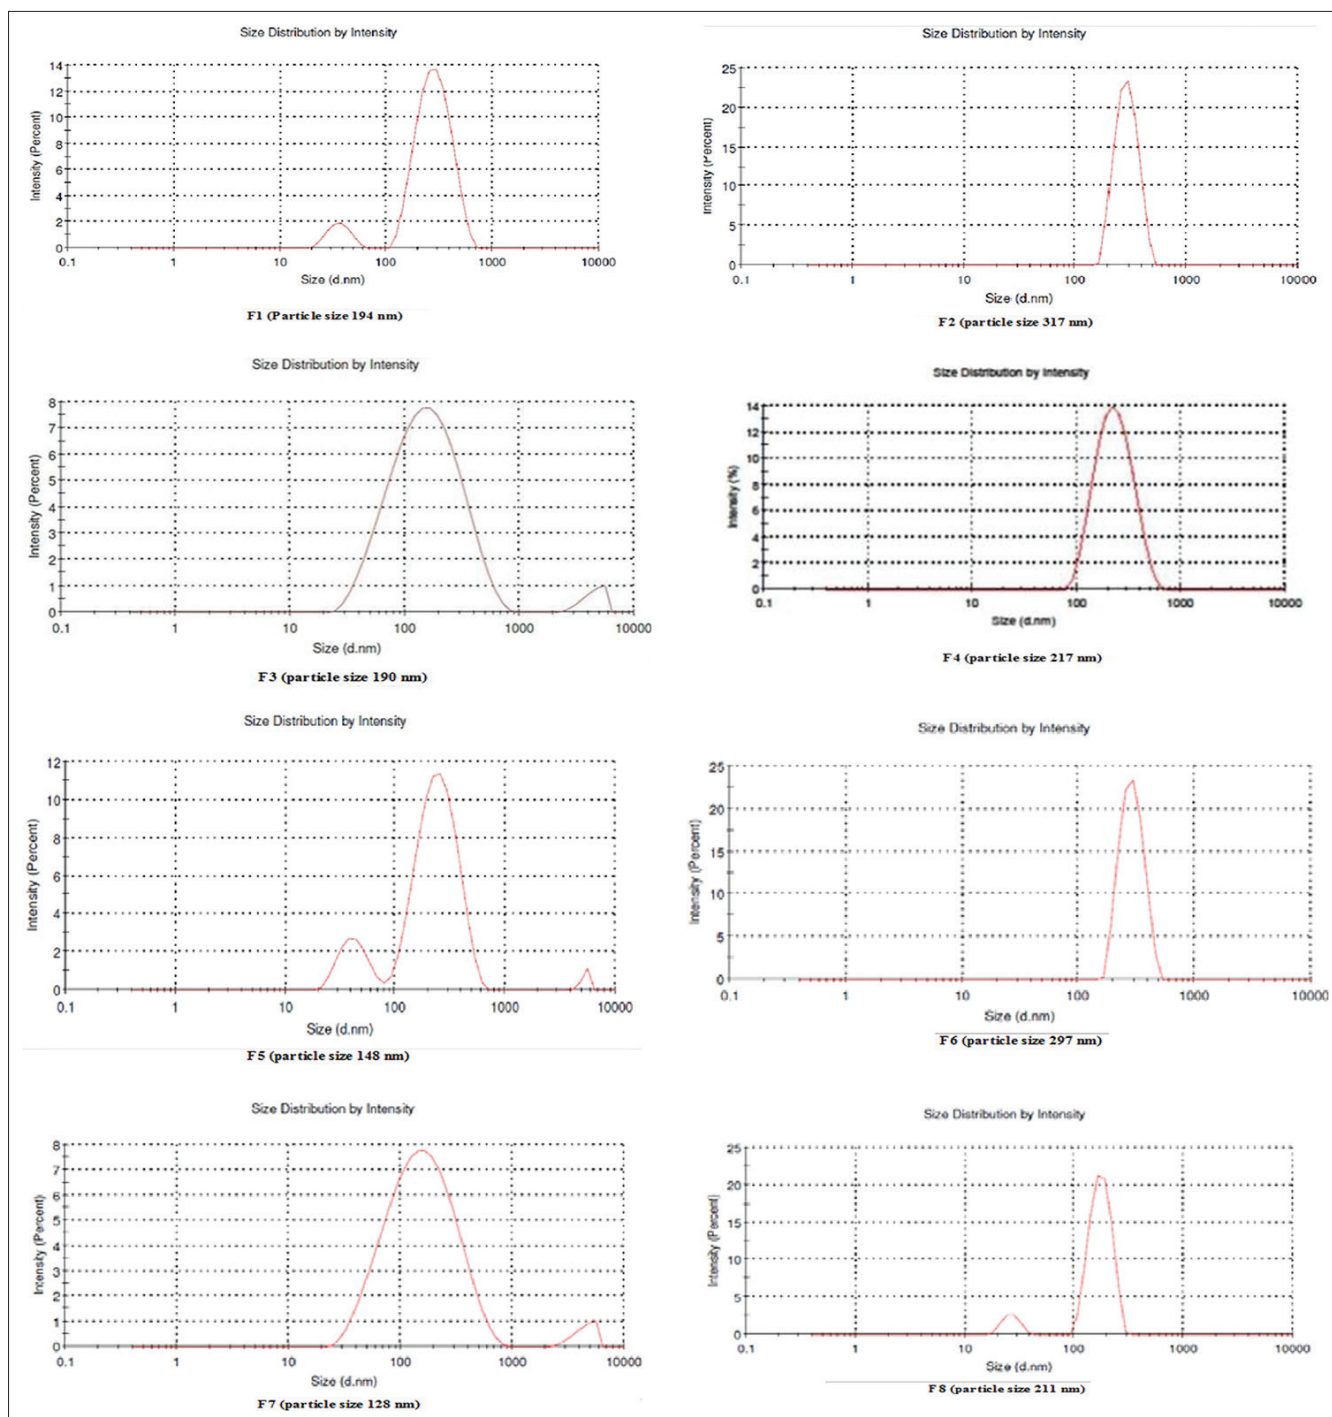 Size Distribution by Intensity
14
12
10
8
6
4
2
0
Intensity (Percent)
0.1 1 10 100 1000 10000
Size (d.nm)
F1 (Particle size 194 nm)
Size Distribution by Intensity
25
20
15
10
5
0
Intensity (Percent)
0.1 1 10 100 1000 10000
Size (d.nm)
F2 (particle size 317 nm)
Size Distribution by Intensity
8
7
6
5
4
3
2
1
0
Intensity (Percent)
0.1 1 10 100 1000 10000
Size (d.nm)
F3 (particle size 190 nm)
Size Distribution by Intensity
14
12
10
8
6
4
2
0
Intensity (%)
0.1 1 10 100 1000 10000
Size (d.nm)
F4 (particle size 217 nm)
Size Distribution by Intensity
12
10
8
6
4
2
0
Intensity (Percent)
0.1 1 10 100 1000 10000
Size (d.nm)
F5 (particle size 148 nm)
Size Distribution by Intensity
25
20
15
10
5
0
Intensity (Percent)
0.1 1 10 100 1000 10000
Size (d.nm)
F6 (particle size 297 nm)
Size Distribution by Intensity
8
7
6
5
4
3
2
1
0
Intensity (Percent)
0.1 1 10 100 1000 10000
Size (d.nm)
F7 (particle size 128 nm)
Size Distribution by Intensity
25
20
15
10
5
0
Intensity (Percent)
0.1 1 10 100 1000 10000
Size (d.nm)
F8 (particle size 211 nm)